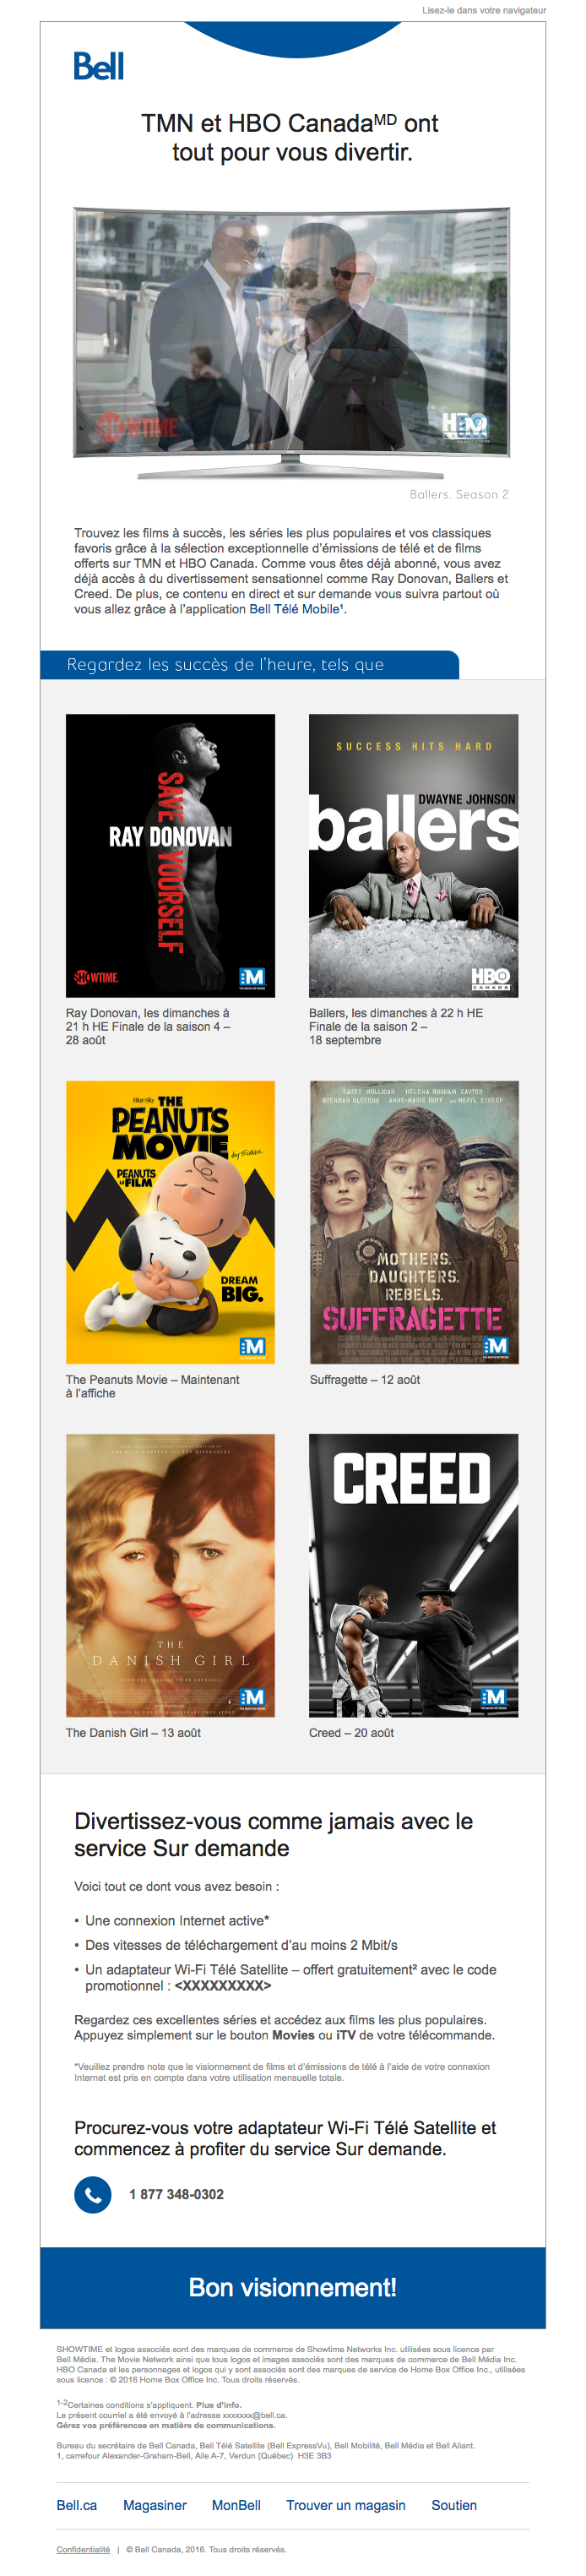 Lisez-le dans votre navigateur
Bell
TMN et HBO Canadaᴹᴰ ont
tout pour vous divertir.
SHOWTIME
HBO
CANADA
Ballers. Season 2
Trouvez les films à succès, les séries les plus populaires et vos classiques
favoris grâce à la sélection exceptionnelle d'émissions de télé et de films
offerts sur TMN et HBO Canada. Comme vous êtes déjà abonné, vous avez
déjà accès à du divertissement sensationnel comme Ray Donovan, Ballers et
Creed. De plus, ce contenu en direct et sur demande vous suivra partout où
vous allez grâce à l'application Bell Télé Mobile¹.
Regardez les succès de l'heure, tels que
SAVE YOURSELF
RAY DONOVAN
SHOWTIME
M
Ray Donovan, les dimanches à
21 h HE Finale de la saison 4 –
28 août
SUCCESS HITS HARD
DWAYNE JOHNSON
ballers
HBO
CANADA
Ballers, les dimanches à 22 h HE
Finale de la saison 2 –
18 septembre
THE
PEANUTS
MOVIE
by Schulz
PEANUTS
LE FILM
DREAM
BIG.
M
The Peanuts Movie – Maintenant
à l'affiche
CAREY MULLIGAN HELENA BONHAM CARTER
BRENDAN GLEESON ANNE-MARIE DUFF AND MERYL STREEP
MOTHERS.
DAUGHTERS.
REBELS.
SUFFRAGETTE
M
Suffragette – 12 août
THE
DANISH GIRL
M
The Danish Girl – 13 août
CREED
M
Creed – 20 août
Divertissez-vous comme jamais avec le
service Sur demande
Voici tout ce dont vous avez besoin :
• Une connexion Internet active*
• Des vitesses de téléchargement d'au moins 2 Mbit/s
• Un adaptateur Wi-Fi Télé Satellite – offert gratuitement² avec le code
promotionnel : <XXXXXXXXX>
Regardez ces excellentes séries et accédez aux films les plus populaires.
Appuyez simplement sur le bouton Movies ou iTV de votre télécommande.
*Veuillez prendre note que le visionnement de films et d'émissions de télé à l'aide de votre connexion
Internet est pris en compte dans votre utilisation mensuelle totale.
Procurez-vous votre adaptateur Wi-Fi Télé Satellite et
commencez à profiter du service Sur demande.
1 877 348-0302
Bon visionnement!
SHOWTIME et logos associés sont des marques de commerce de Showtime Networks Inc. utilisées sous licence par
Bell Média. The Movie Network ainsi que tous logos et images associés sont des marques de commerce de Bell Média Inc.
HBO Canada et les personnages et logos qui y sont associés sont des marques de service de Home Box Office Inc., utilisées
sous licence : © 2016 Home Box Office Inc. Tous droits réservés.
¹⁻²Certaines conditions s'appliquent. Plus d'info.
Le présent courriel a été envoyé à l'adresse xxxxxxx@bell.ca.
Gérez vos préférences en matière de communications.
Bureau du secrétaire de Bell Canada, Bell Télé Satellite (Bell ExpressVu), Bell Mobilité, Bell Média et Bell Aliant.
1, carrefour Alexander-Graham-Bell, Aile A-7, Verdun (Québec) H3E 3B3
Bell.ca Magasiner MonBell Trouver un magasin Soutien
Confidentialité | © Bell Canada, 2016. Tous droits réservés.